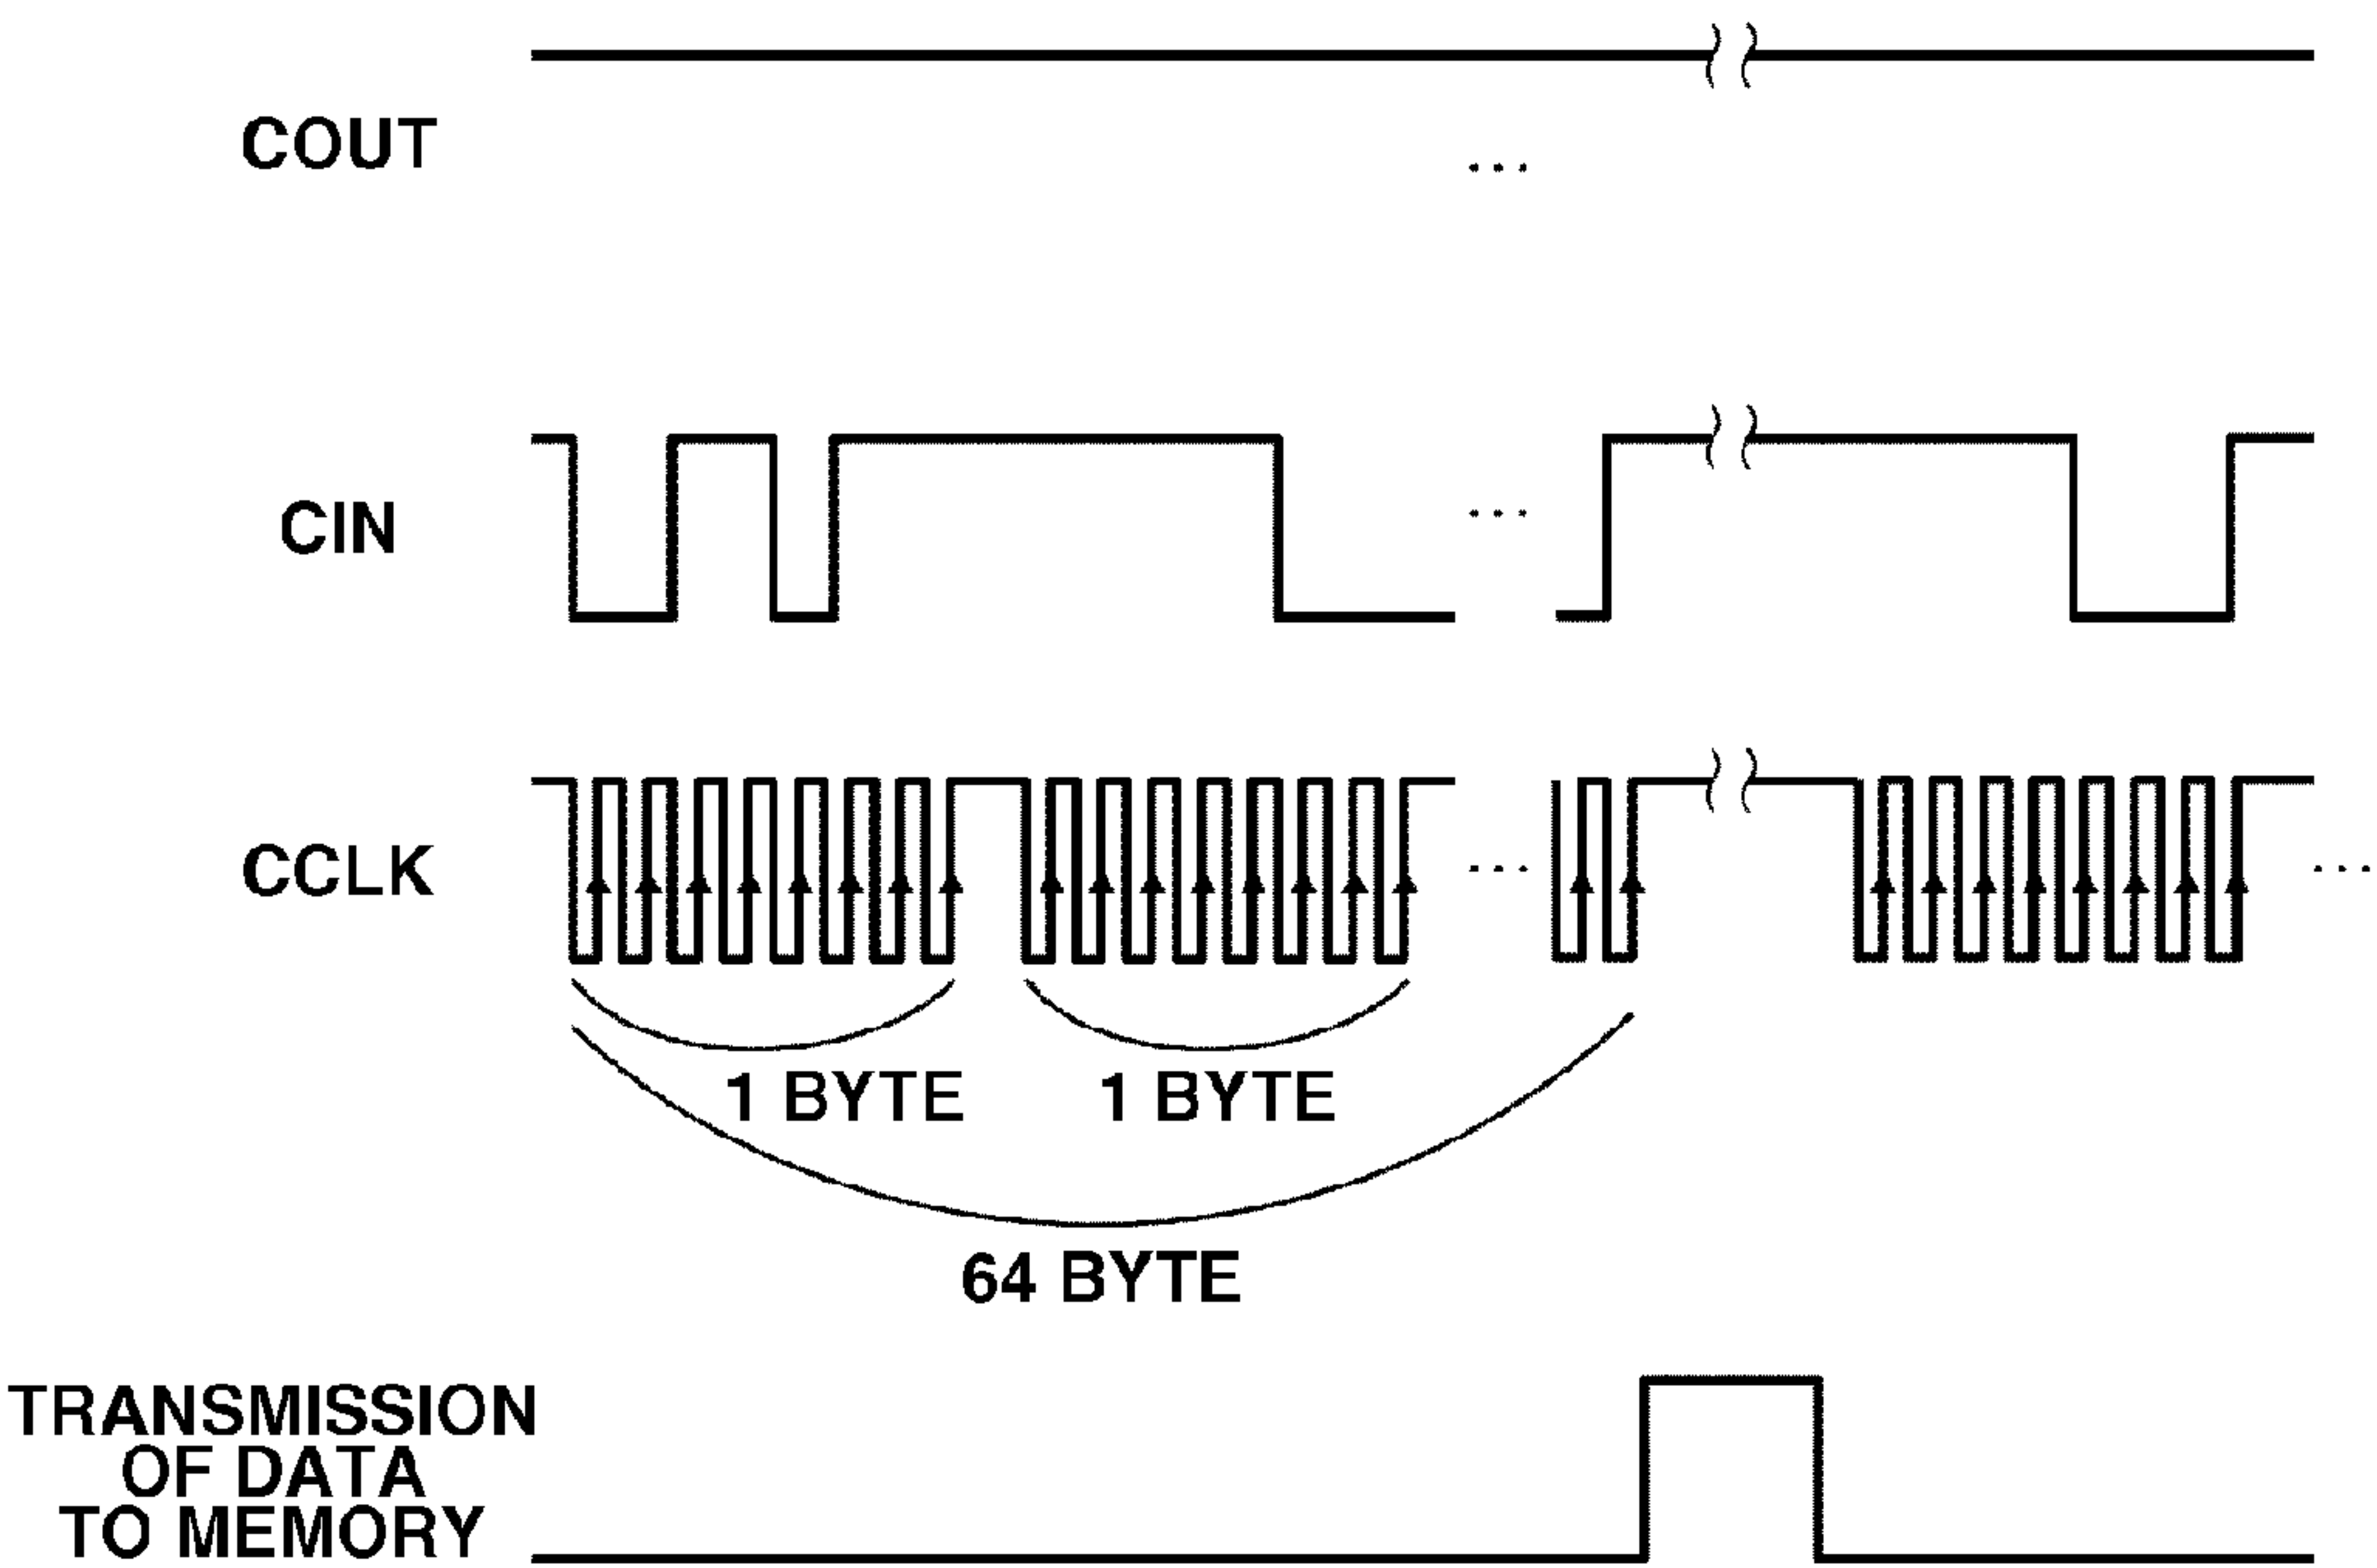 COUT
...
CIN
...
CCLK
...
...
1 BYTE
1 BYTE
64 BYTE
TRANSMISSION
OF DATA
TO MEMORY